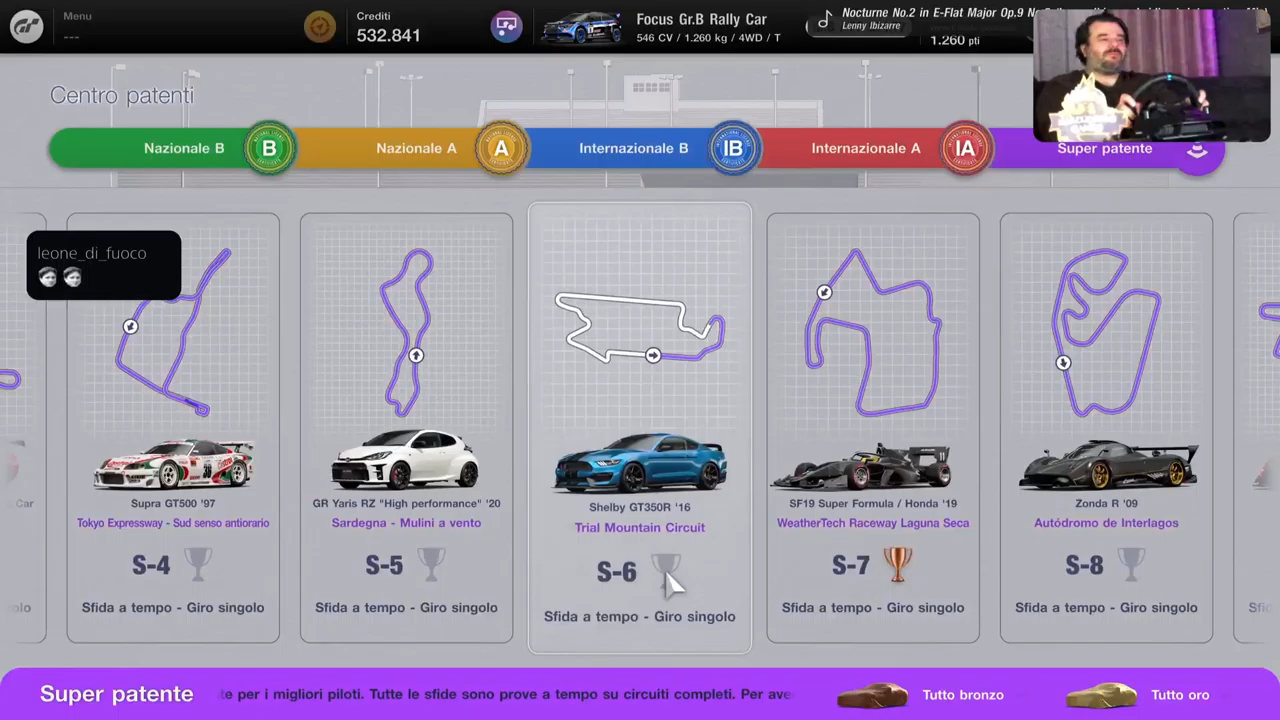 Menu
---
Crediti
532.841
Focus Gr.B Rally Car
546 CV / 1.260 kg / 4WD / T
Nocturne No.2 in E-Flat Major Op.9
Lenny Ibizarre
1.260 pti
Centro patenti
Nazionale B
B
Nazionale A
A
Internazionale B
IB
Internazionale A
IA
Super patente
leone_di_fuoco
Car
Supra GT500 '97
Tokyo Expressway - Sud senso antiorario
S-4
Sfida a tempo - Giro singolo
GR Yaris RZ "High performance" '20
Sardegna - Mulini a vento
S-5
Sfida a tempo - Giro singolo
Shelby GT350R '16
Trial Mountain Circuit
S-6
Sfida a tempo - Giro singolo
SF19 Super Formula / Honda '19
WeatherTech Raceway Laguna Seca
S-7
Sfida a tempo - Giro singolo
Zonda R '09
Autódromo de Interlagos
S-8
Sfida a tempo - Giro singolo
Super patente
te per i migliori piloti. Tutte le sfide sono prove a tempo su circuiti completi. Per ave
Tutto bronzo
Tutto oro